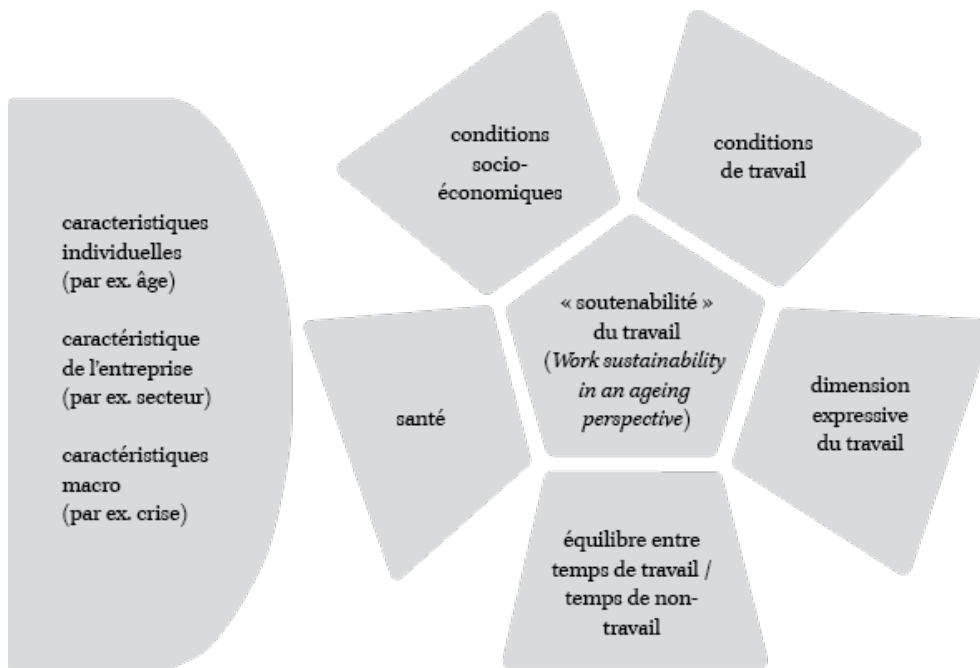 caracteristiques
individuelles
(par ex. âge)
caractéristique
de l'entreprise
(par ex. secteur)
caractéristiques
macro
(par ex. crise)
conditions
socio-
économiques
conditions
de travail
« soutenabilité »
du travail
(Work sustainability
in an ageing
perspective)
santé
dimension
expressive
du travail
équilibre entre
temps de travail /
temps de non-
travail